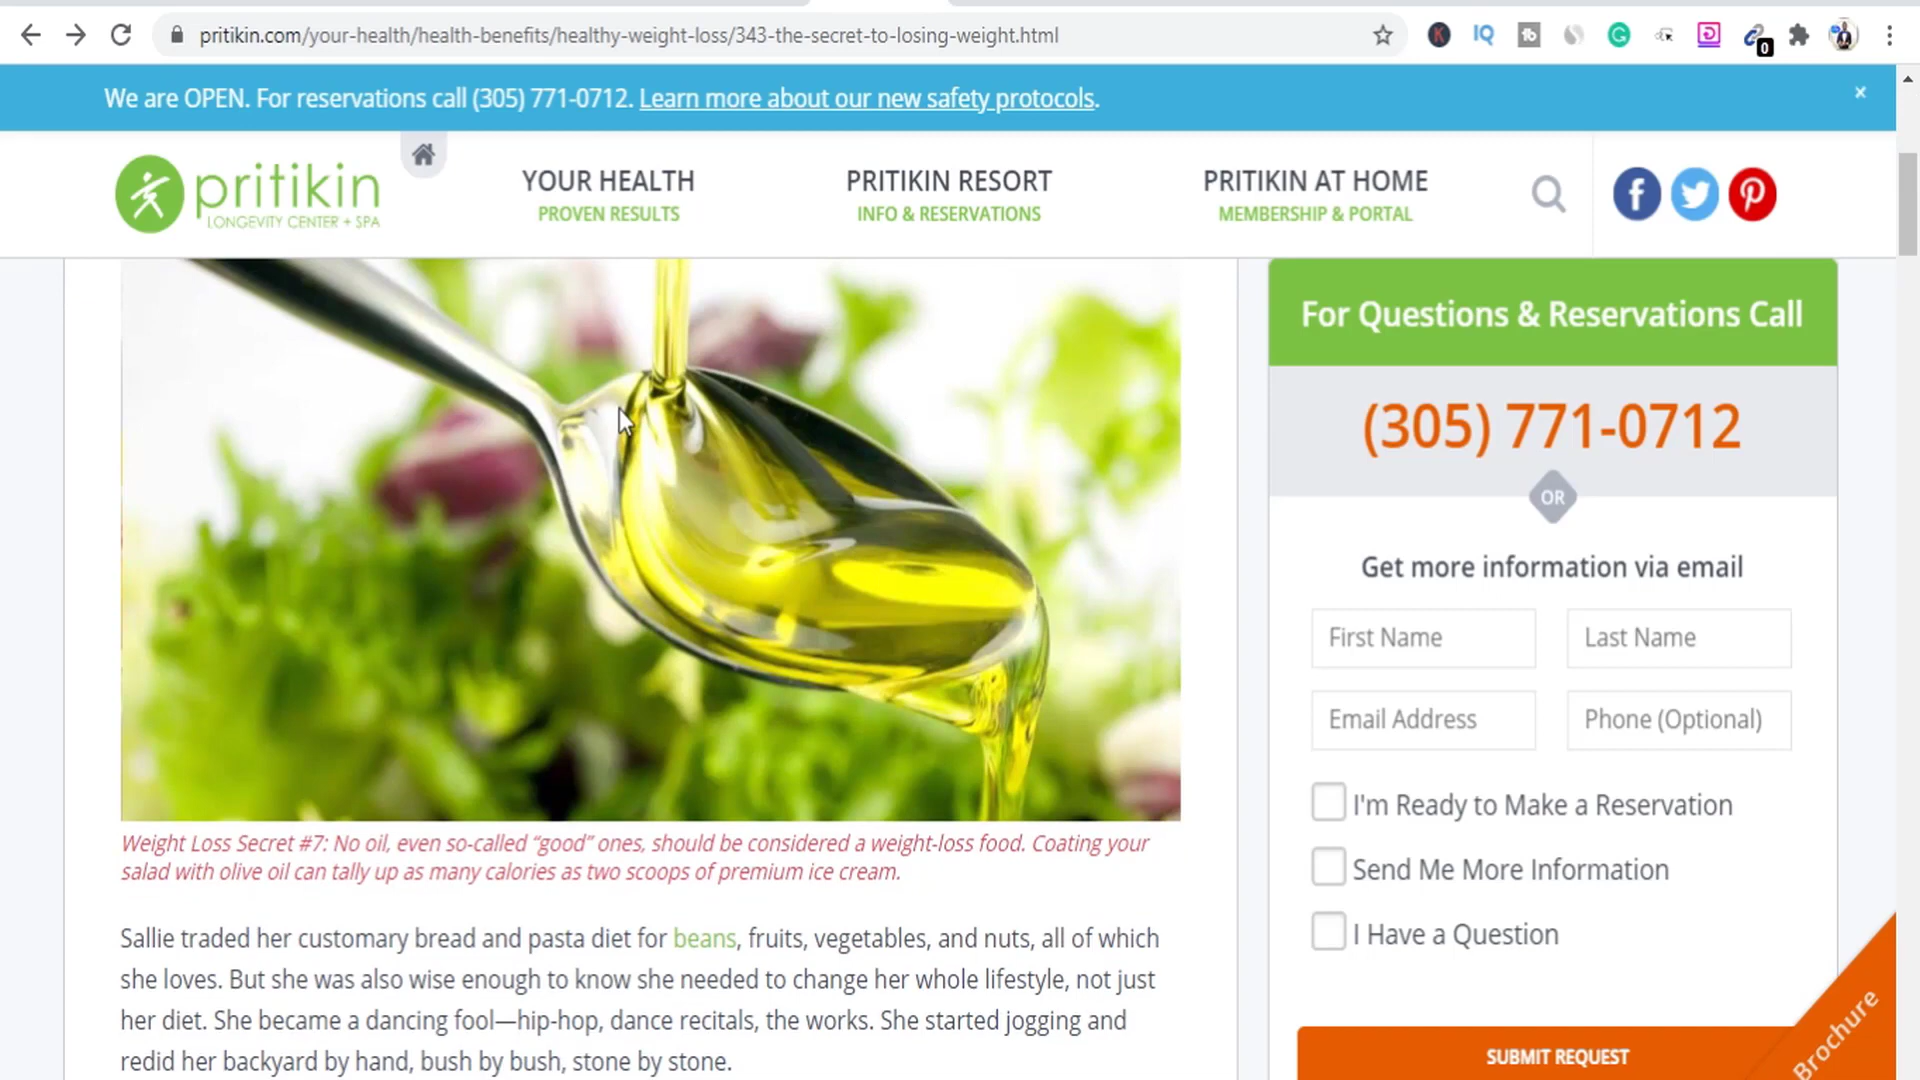 pritikin.com/your-health/health-benefits/healthy-weight-loss/343-the-secret-to-losing-weight.html
IQ
0
We are OPEN. For reservations call (305) 771-0712. Learn more about our new safety protocols.
×
pritikin
LONGEVITY CENTER + SPA
YOUR HEALTH
PROVEN RESULTS
PRITIKIN RESORT
INFO & RESERVATIONS
PRITIKIN AT HOME
MEMBERSHIP & PORTAL
Weight Loss Secret #7: No oil, even so-called “good” ones, should be considered a weight-loss food. Coating your
salad with olive oil can tally up as many calories as two scoops of premium ice cream.
Sallie traded her customary bread and pasta diet for beans, fruits, vegetables, and nuts, all of which
she loves. But she was also wise enough to know she needed to change her whole lifestyle, not just
her diet. She became a dancing fool—hip-hop, dance recitals, the works. She started jogging and
redid her backyard by hand, bush by bush, stone by stone.
For Questions & Reservations Call
(305) 771-0712
OR
Get more information via email
First Name
Last Name
Email Address
Phone (Optional)
I'm Ready to Make a Reservation
Send Me More Information
I Have a Question
SUBMIT REQUEST
Brochure